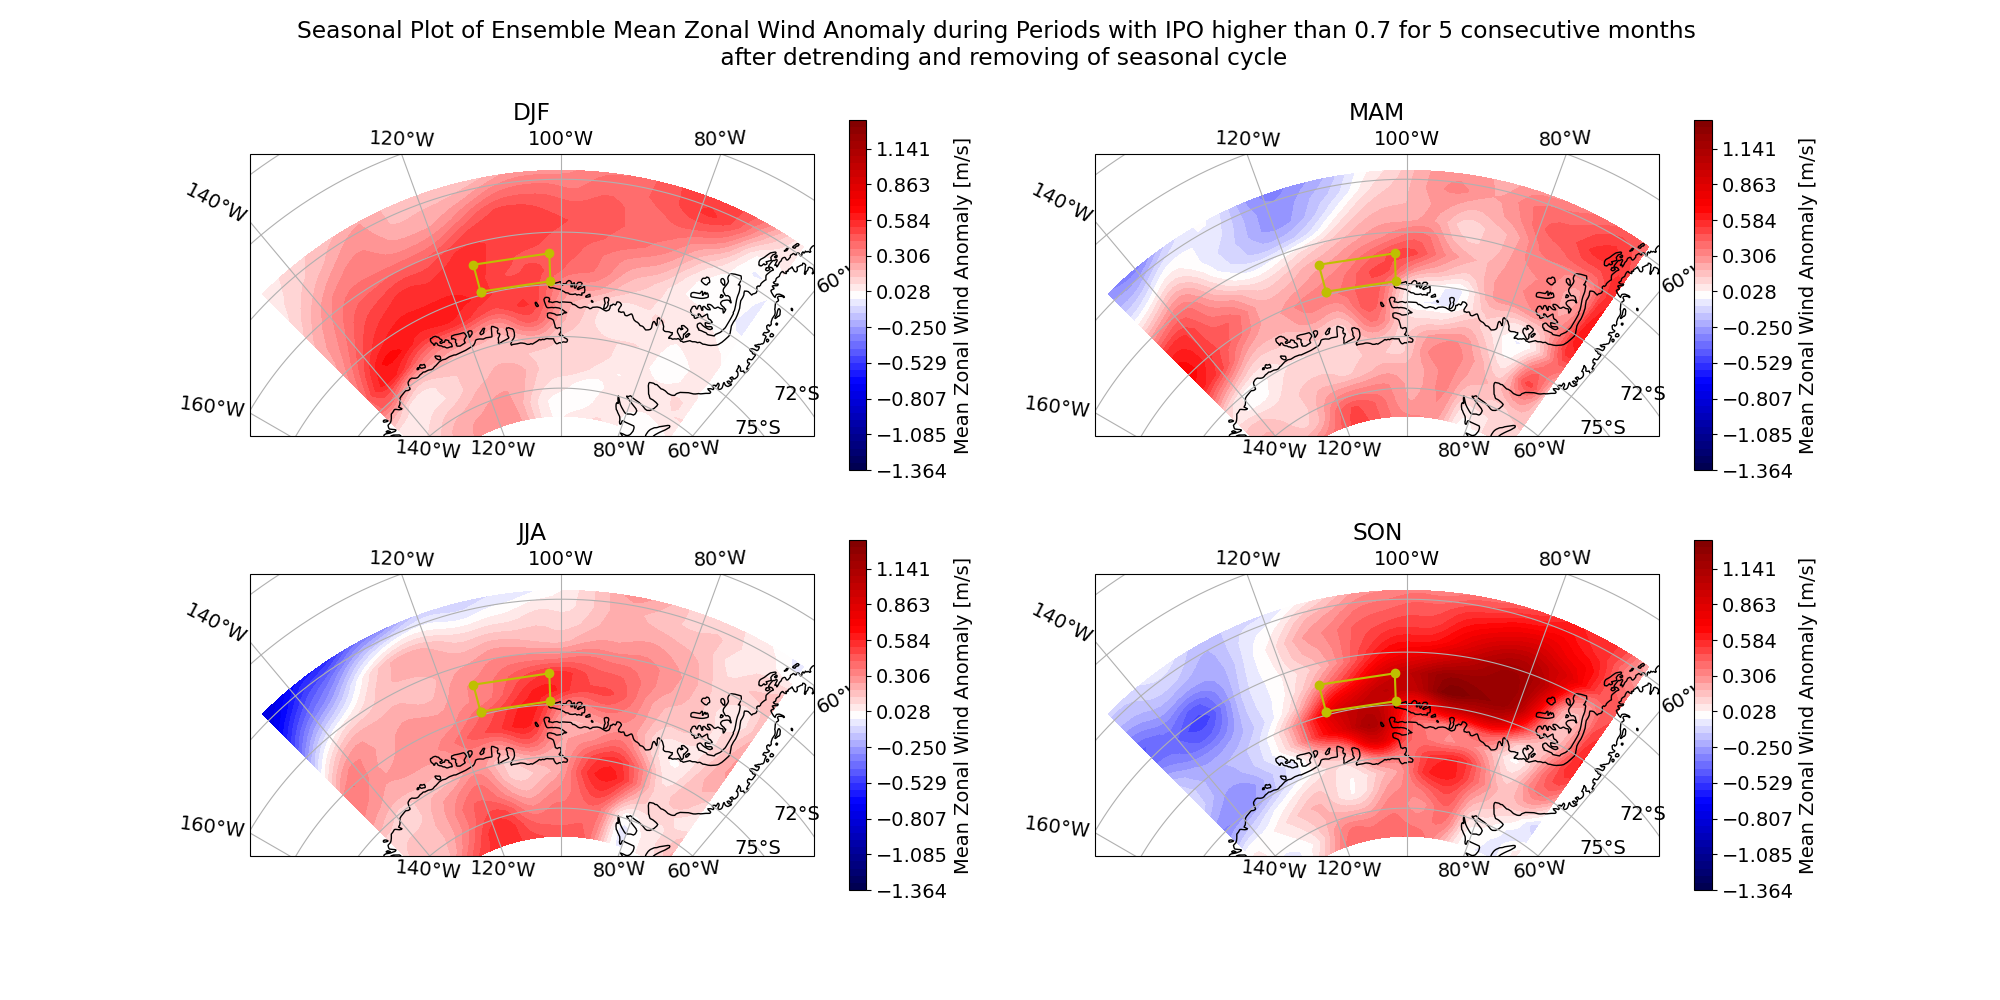 Seasonal Plot of Ensemble Mean Zonal Wind Anomaly during Periods with IPO higher than 0.7 for 5 consecutive months
after detrending and removing of seasonal cycle
DJF
120°W 100°W 80°W
140°W
160°W
140°W 120°W 80°W 60°W
60°W
72°S
75°S
1.141
0.863
0.584
0.306
0.028
−0.250
−0.529
−0.807
−1.085
−1.364
Mean Zonal Wind Anomaly [m/s]
MAM
120°W 100°W 80°W
140°W
160°W
140°W 120°W 80°W 60°W
60°W
72°S
75°S
1.141
0.863
0.584
0.306
0.028
−0.250
−0.529
−0.807
−1.085
−1.364
Mean Zonal Wind Anomaly [m/s]
JJA
120°W 100°W 80°W
140°W
160°W
140°W 120°W 80°W 60°W
60°W
72°S
75°S
1.141
0.863
0.584
0.306
0.028
−0.250
−0.529
−0.807
−1.085
−1.364
Mean Zonal Wind Anomaly [m/s]
SON
120°W 100°W 80°W
140°W
160°W
140°W 120°W 80°W 60°W
60°W
72°S
75°S
1.141
0.863
0.584
0.306
0.028
−0.250
−0.529
−0.807
−1.085
−1.364
Mean Zonal Wind Anomaly [m/s]